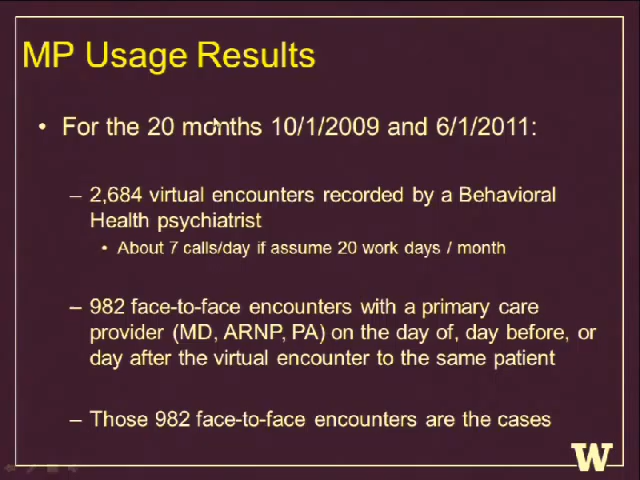 MP Usage Results
• For the 20 months 10/1/2009 and 6/1/2011:
– 2,684 virtual encounters recorded by a Behavioral
Health psychiatrist
• About 7 calls/day if assume 20 work days / month
– 982 face-to-face encounters with a primary care
provider (MD, ARNP, PA) on the day of, day before, or
day after the virtual encounter to the same patient
– Those 982 face-to-face encounters are the cases
W